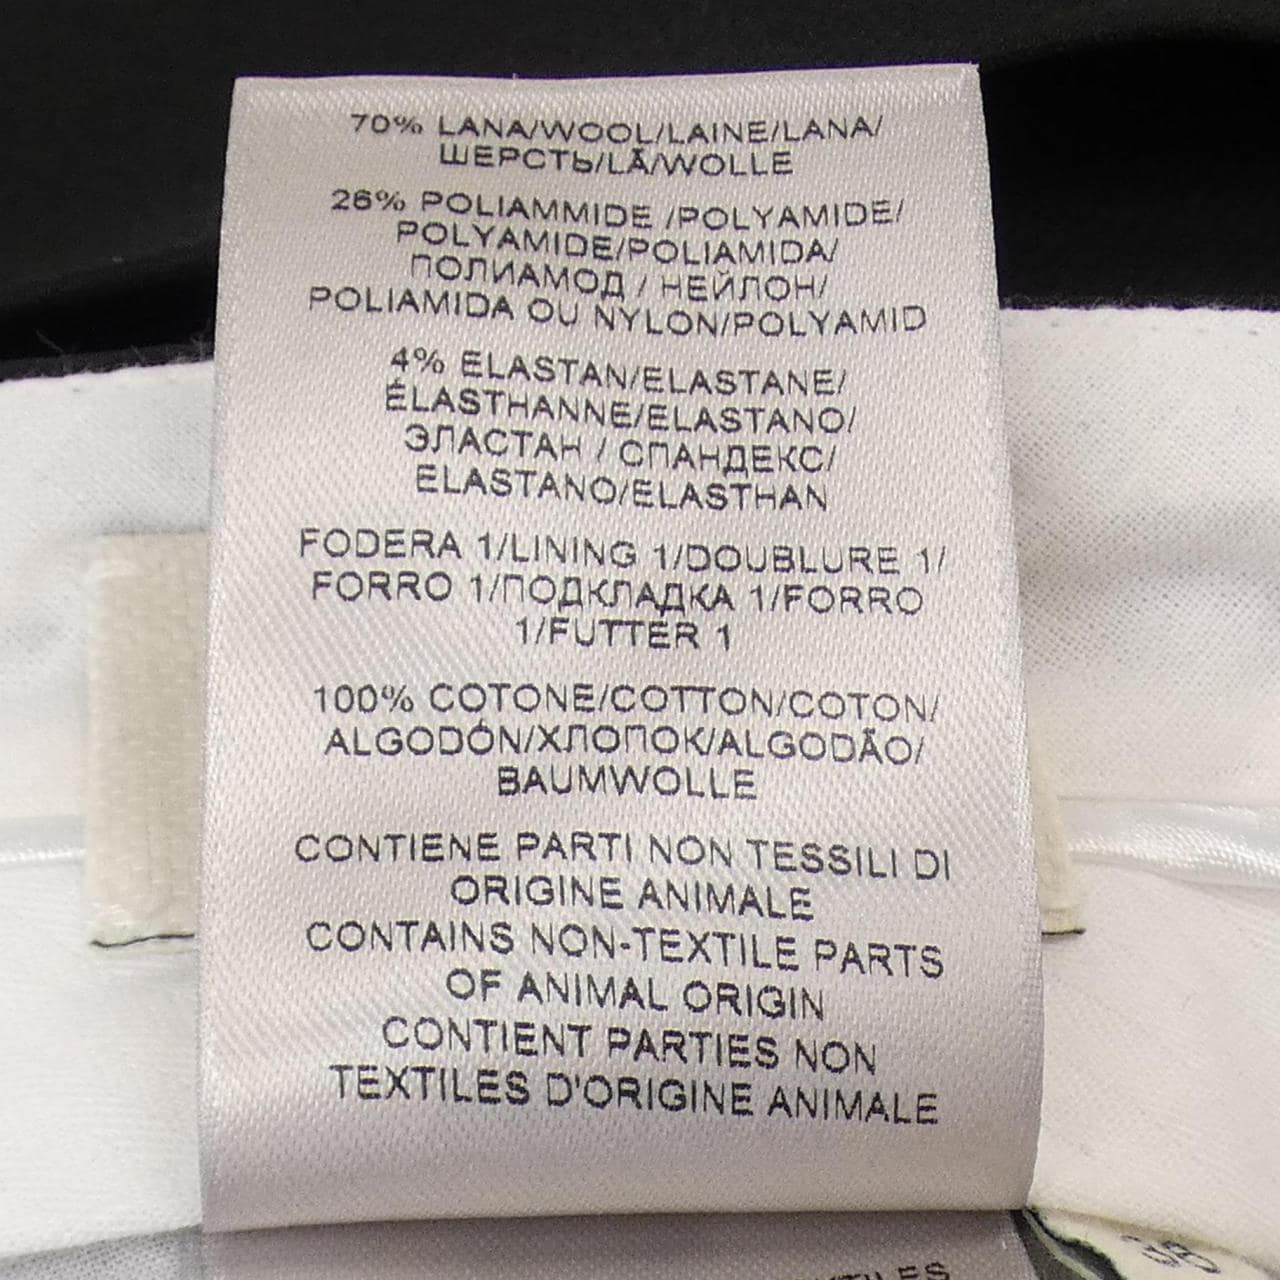 70% LANA/WOOL/LAINE/LANA/
ШЕРСТЬ/LÃ/WOLLE
26% POLIAMMIDE /POLYAMIDE/
POLYAMIDE/POLIAMIDA/
ПОЛИАМОД / НЕЙЛОН/
POLIAMIDA OU NYLON/POLYAMID
4% ELASTAN/ELASTANE/
ÉLASTHANNE/ELASTANO/
ЭЛАСТАН / СПАНДЕКС/
ELASTANO/ELASTHAN
FODERA 1/LINING 1/DOUBLURE 1/
FORRO 1/ПОДКЛАДКА 1/FORRO
1/FUTTER 1
100% COTONE/COTTON/COTON/
ALGODÓN/ХЛОПОК/ALGODÃO/
BAUMWOLLE
CONTIENE PARTI NON TESSILI DI
ORIGINE ANIMALE
CONTAINS NON-TEXTILE PARTS
OF ANIMAL ORIGIN
CONTIENT PARTIES NON
TEXTILES D'ORIGINE ANIMALE